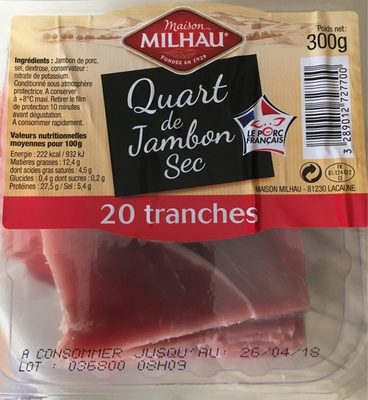 Maison
MILHAU
FONDÉE EN 1926
Poids net:
300g
Ingrédients : Jambon de porc,
sel, dextrose, conservateur :
nitrate de potassium.
Conditionné sous atmosphère
protectrice. A conserver
à +8°C maxi. Retirer le film
de protection 10 minutes
avant dégustation.
A consommer rapidement.
Valeurs nutritionnelles
moyennes pour 100g
Energie : 222 kcal / 932 kJ
Matières grasses : 12,4 g
dont acides gras saturés : 4,5 g
Glucides : 0,4 g dont sucres : 0,2 g
Protéines : 27,5 g / Sel : 5,4 g
Quart
de
Jambon
Sec
LE PORC
FRANÇAIS
3 289012 727700
MAISON MILHAU - 81230 LACAUNE
FR
CE
20 tranches
A CONSOMMER JUSQU'AU: 26/04/18
LOT : 036800 08H09